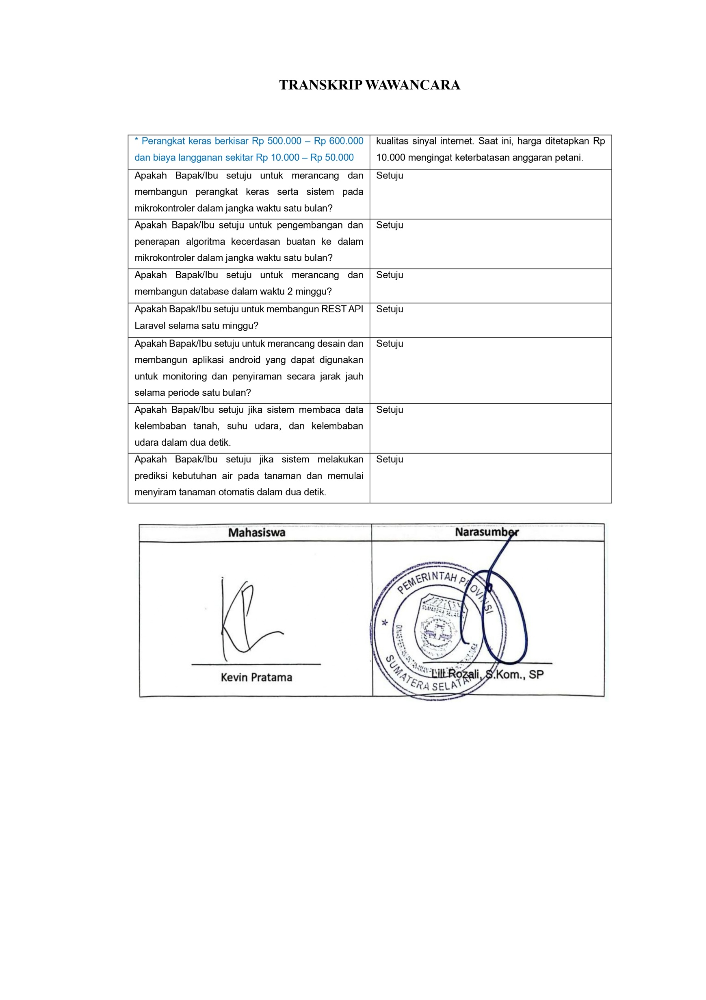 TRANSKRIP WAWANCARA
* Perangkat keras berkisar Rp 500.000 – Rp 600.000
dan biaya langganan sekitar Rp 10.000 – Rp 50.000
kualitas sinyal internet. Saat ini, harga ditetapkan Rp
10.000 mengingat keterbatasan anggaran petani.
Apakah Bapak/Ibu setuju untuk merancang dan
membangun perangkat keras serta sistem pada
mikrokontroler dalam jangka waktu satu bulan?
Setuju
Apakah Bapak/Ibu setuju untuk pengembangan dan
penerapan algoritma kecerdasan buatan ke dalam
mikrokontroler dalam jangka waktu satu bulan?
Setuju
Apakah Bapak/Ibu setuju untuk merancang dan
membangun database dalam waktu 2 minggu?
Setuju
Apakah Bapak/Ibu setuju untuk membangun REST API
Laravel selama satu minggu?
Setuju
Apakah Bapak/Ibu setuju untuk merancang desain dan
membangun aplikasi android yang dapat digunakan
untuk monitoring dan penyiraman secara jarak jauh
selama periode satu bulan?
Setuju
Apakah Bapak/Ibu setuju jika sistem membaca data
kelembaban tanah, suhu udara, dan kelembaban
udara dalam dua detik.
Setuju
Apakah Bapak/Ibu setuju jika sistem melakukan
prediksi kebutuhan air pada tanaman dan memulai
menyiram tanaman otomatis dalam dua detik.
Setuju
Mahasiswa
Kevin Pratama
Narasumber
PEMERINTAH PROVINSI
SUMATERA SELATAN
SUMATERA SELATAN
Lili Rozali, S.Kom., SP